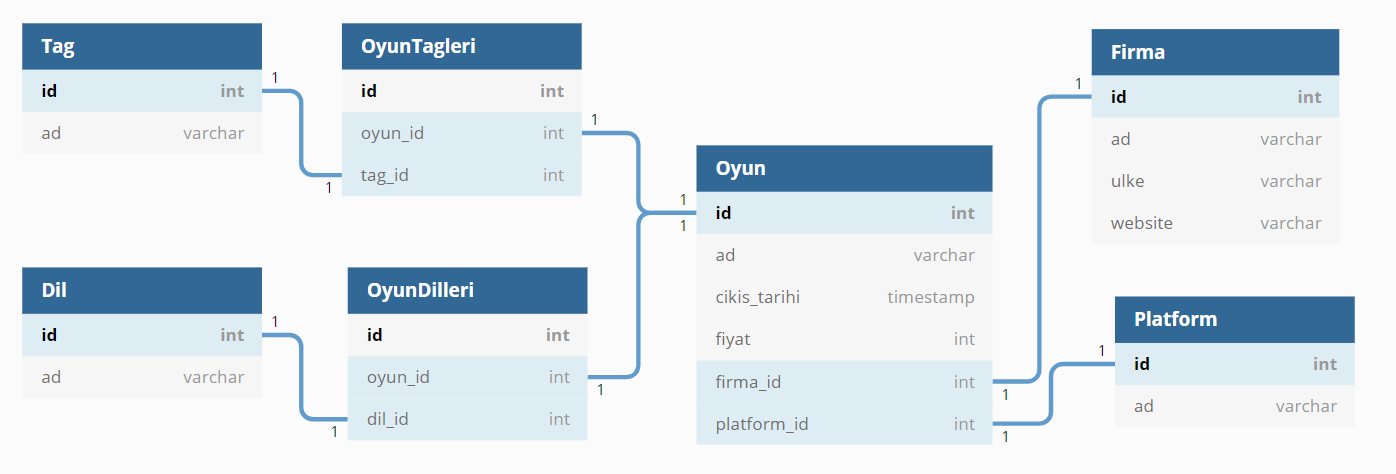 Tag
id int
ad varchar
1
1
OyunTagleri
id int
oyun_id int
tag_id int
1
Dil
id int
ad varchar
1
1
OyunDilleri
id int
oyun_id int
dil_id int
1
1
1
Oyun
id int
ad varchar
cikis_tarihi timestamp
fiyat int
firma_id int
platform_id int
1
1
1
Firma
id int
ad varchar
ulke varchar
website varchar
1
Platform
id int
ad varchar